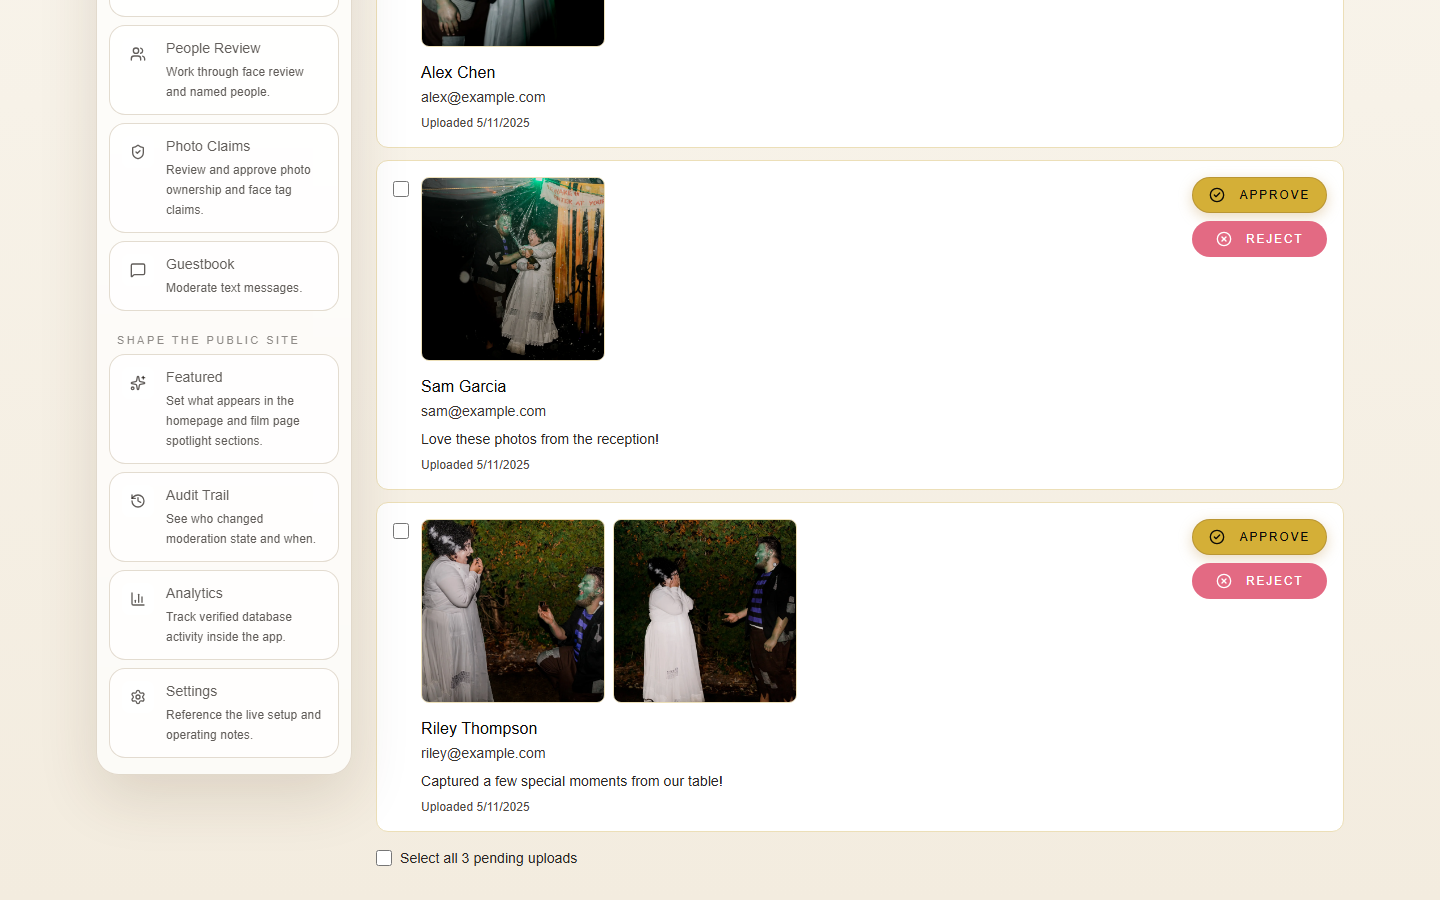 People Review
Work through face review
and named people.
Photo Claims
Review and approve photo
ownership and face tag
claims.
Guestbook
Moderate text messages.
SHAPE THE PUBLIC SITE
Featured
Set what appears in the
homepage and film page
spotlight sections.
Audit Trail
See who changed
moderation state and when.
Analytics
Track verified database
activity inside the app.
Settings
Reference the live setup and
operating notes.
Alex Chen
alex@example.com
Uploaded 5/11/2025
APPROVE
REJECT
Sam Garcia
sam@example.com
Love these photos from the reception!
Uploaded 5/11/2025
APPROVE
REJECT
Riley Thompson
riley@example.com
Captured a few special moments from our table!
Uploaded 5/11/2025
Select all 3 pending uploads